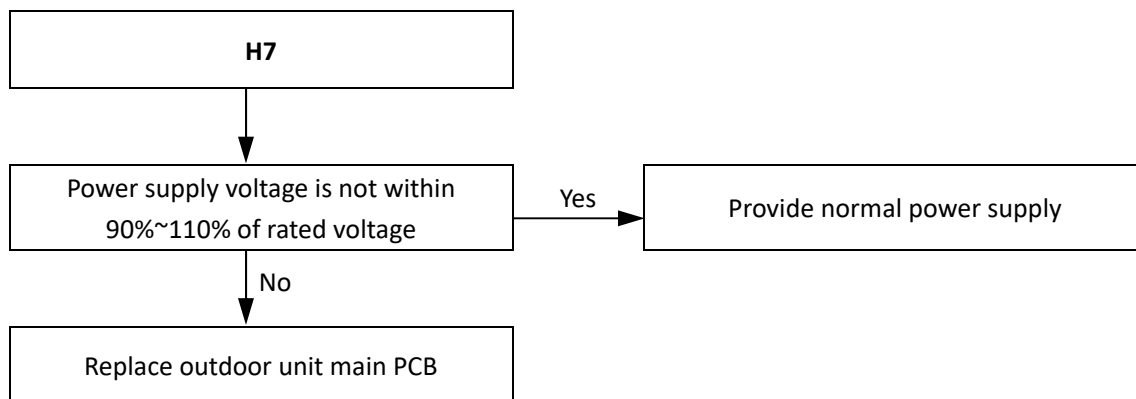 H7
Power supply voltage is not within
90%~110% of rated voltage
Yes
Provide normal power supply
No
Replace outdoor unit main PCB